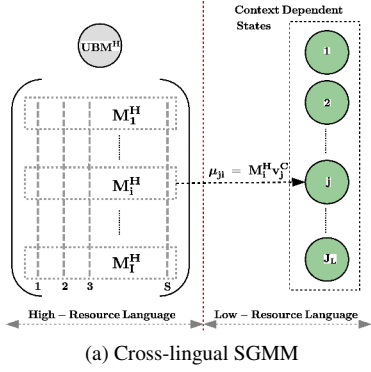 Context Dependent
States
UBM^H
1
2
M_1^H
μ_ji = M_i^H v_j^C
M_i^H
j
M_I^H
J_L
1 2 3 S
High – Resource Language
Low – Resource Language
(a) Cross-lingual SGMM